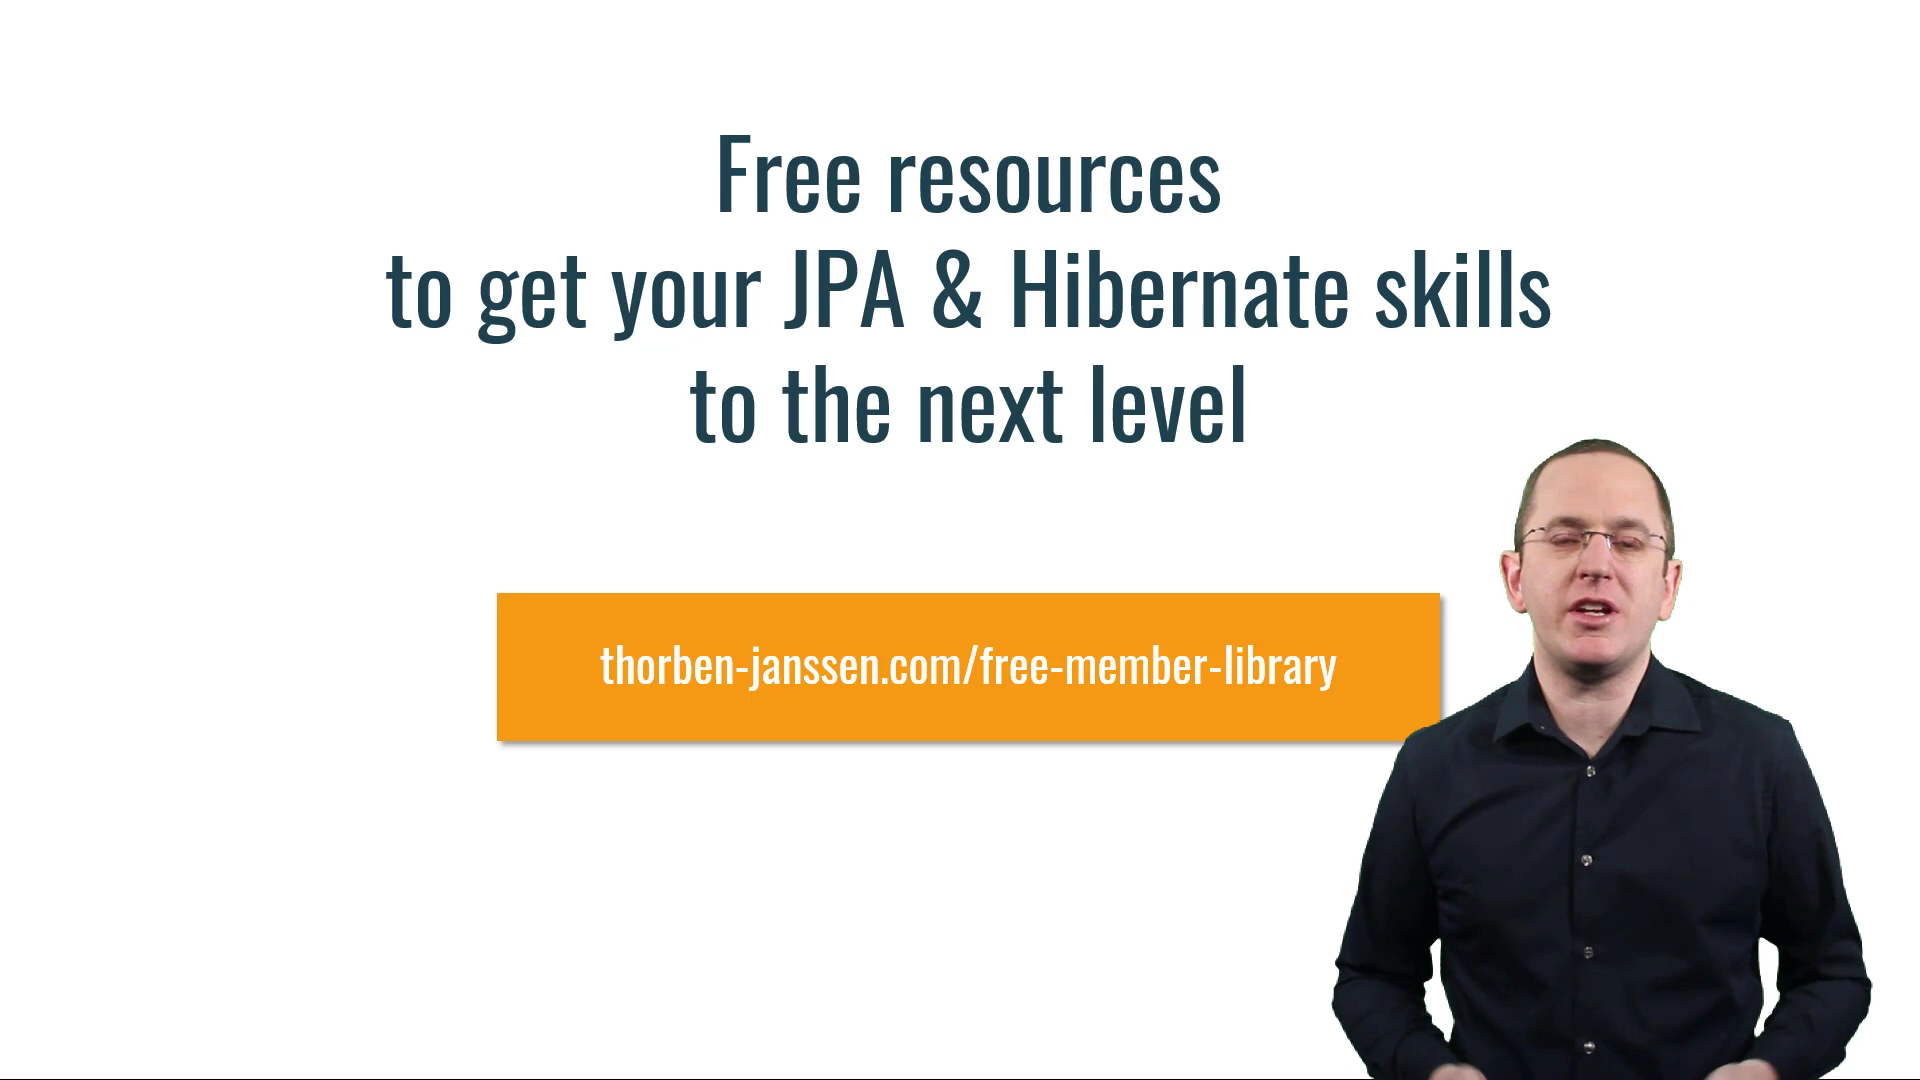 Free resources
to get your JPA & Hibernate skills
to the next level
thorben-janssen.com/free-member-library